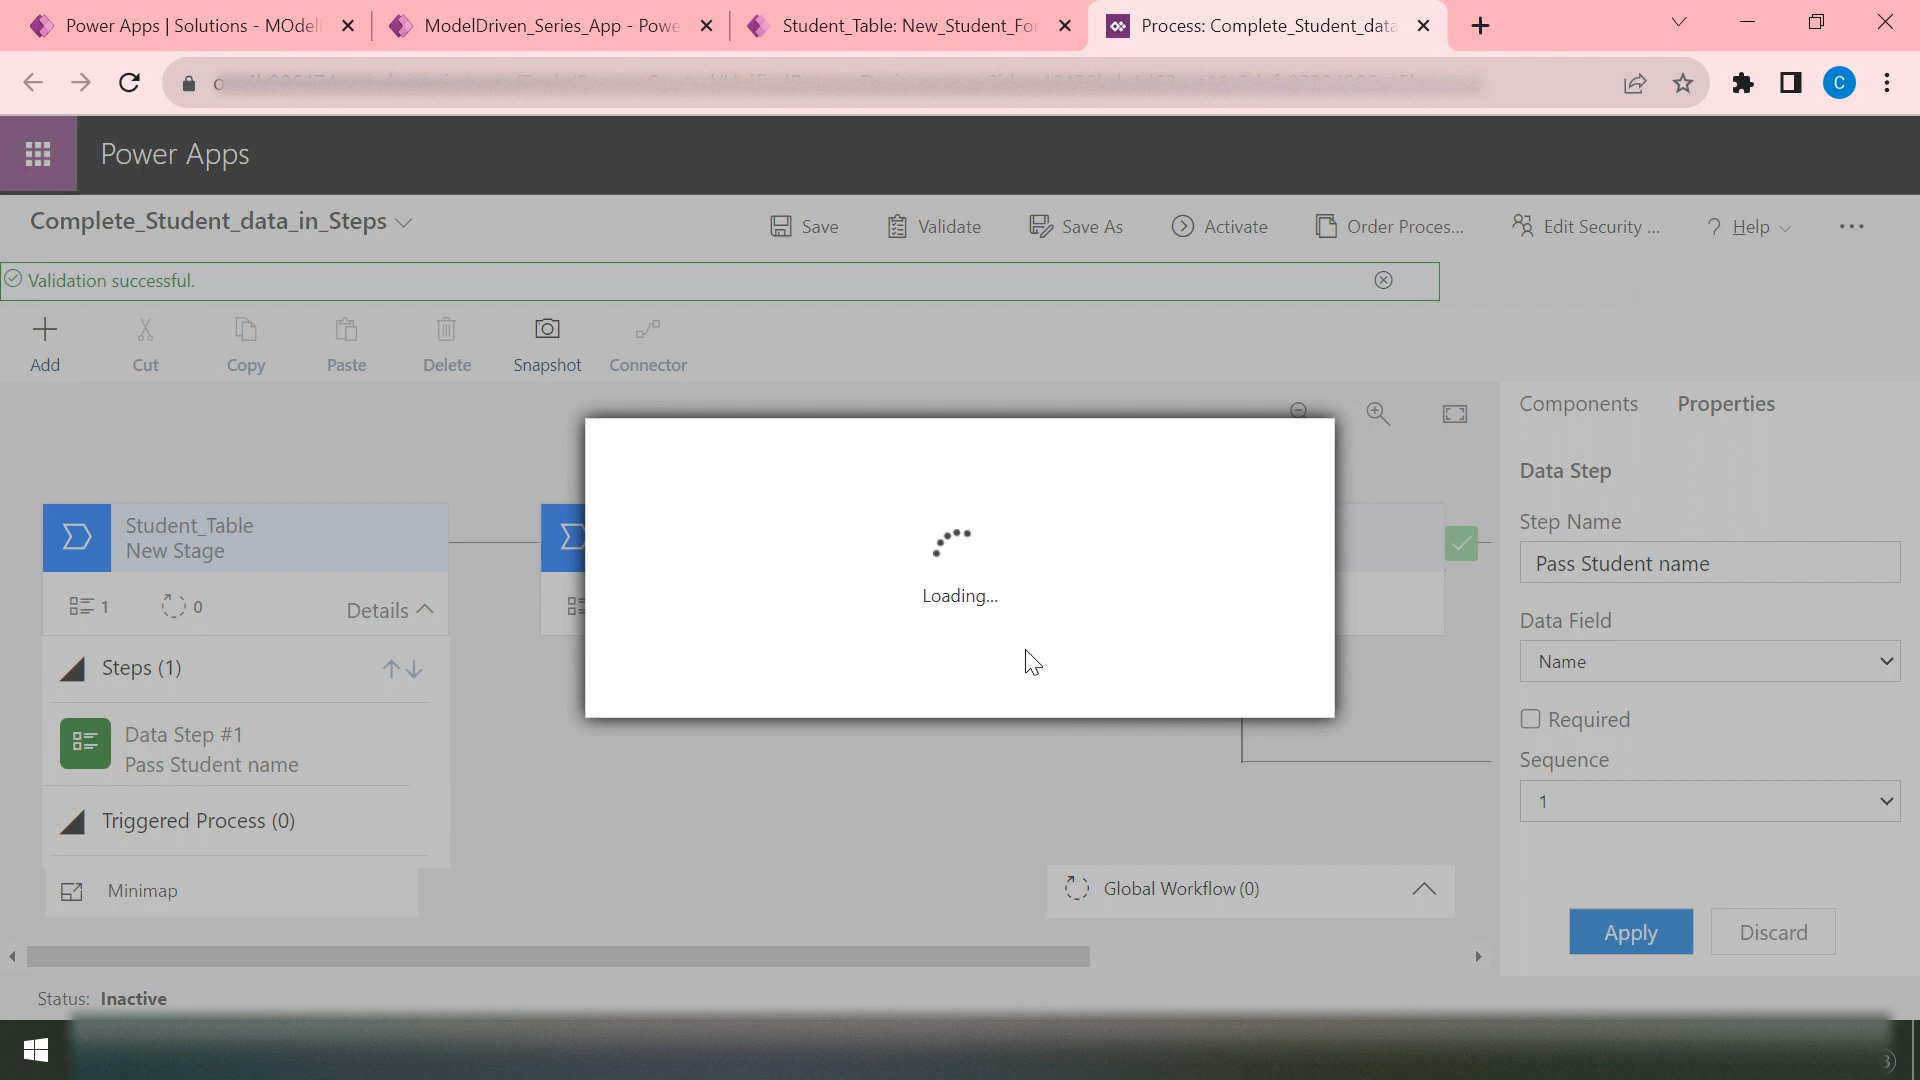 Power Apps | Solutions - MOdel
ModelDriven_Series_App - Powe
Student_Table: New_Student_For
Process: Complete_Student_data
C
Power Apps
Complete_Student_data_in_Steps
Save
Validate
Save As
Activate
Order Proces...
Edit Security ...
? Help
Validation successful.
Add
Cut
Copy
Paste
Delete
Snapshot
Connector
Components
Properties
Student_Table
New Stage
1
0
Details
Steps (1)
Data Step #1
Pass Student name
Triggered Process (0)
Minimap
Loading...
Global Workflow (0)
Data Step
Step Name
Pass Student name
Data Field
Name
Required
Sequence
1
Apply
Discard
Status: Inactive